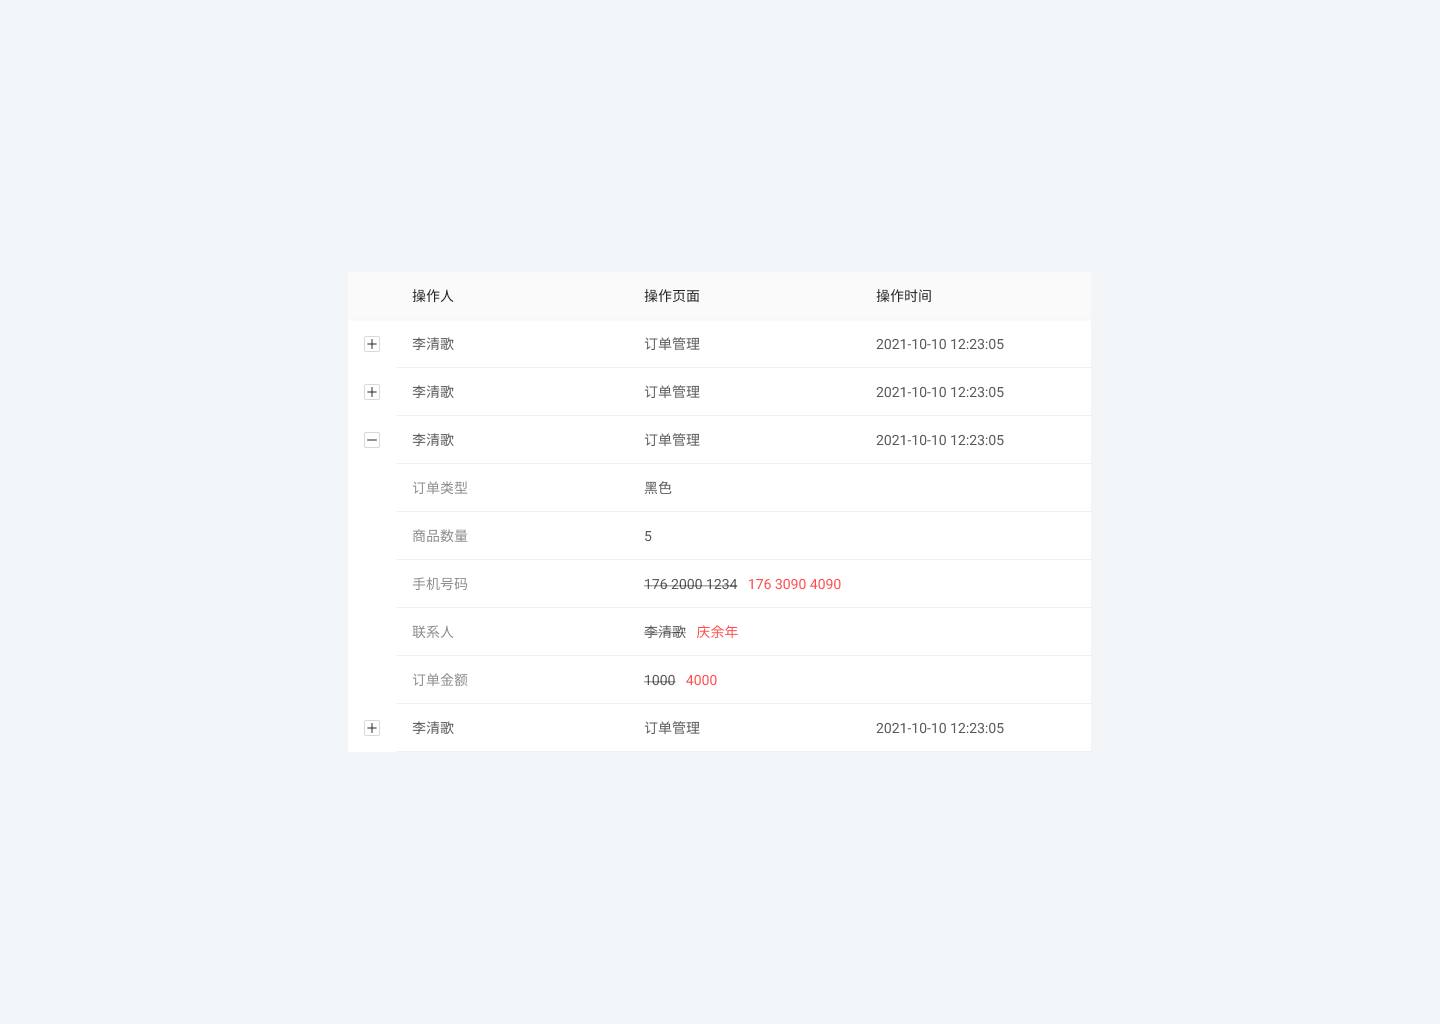 操作人 操作页面 操作时间
李清歌 订单管理 2021-10-10 12:23:05
李清歌 订单管理 2021-10-10 12:23:05
李清歌 订单管理 2021-10-10 12:23:05
订单类型 黑色
商品数量 5
手机号码 176 2000 1234 176 3090 4090
联系人 李清歌 庆余年
订单金额 1000 4000
李清歌 订单管理 2021-10-10 12:23:05